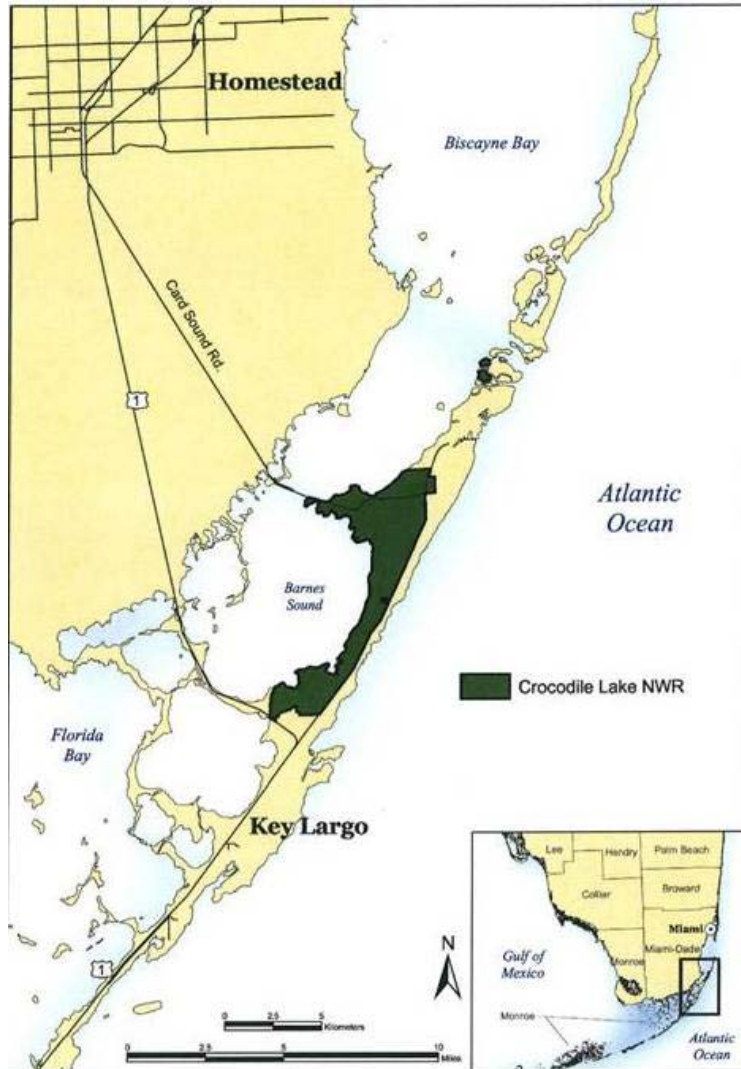 Homestead
Biscayne Bay
Card Sound Rd.
1
Atlantic
Ocean
Barnes
Sound
Crocodile Lake NWR
Florida
Bay
Key Largo
1
N
0 2.5 5
Kilometers
0 2.5 5 10
Miles
Lee
Hendry
Palm Beach
Collier
Broward
Miami
Miami-Dade
Monroe
Gulf of
Mexico
Monroe
Atlantic
Ocean